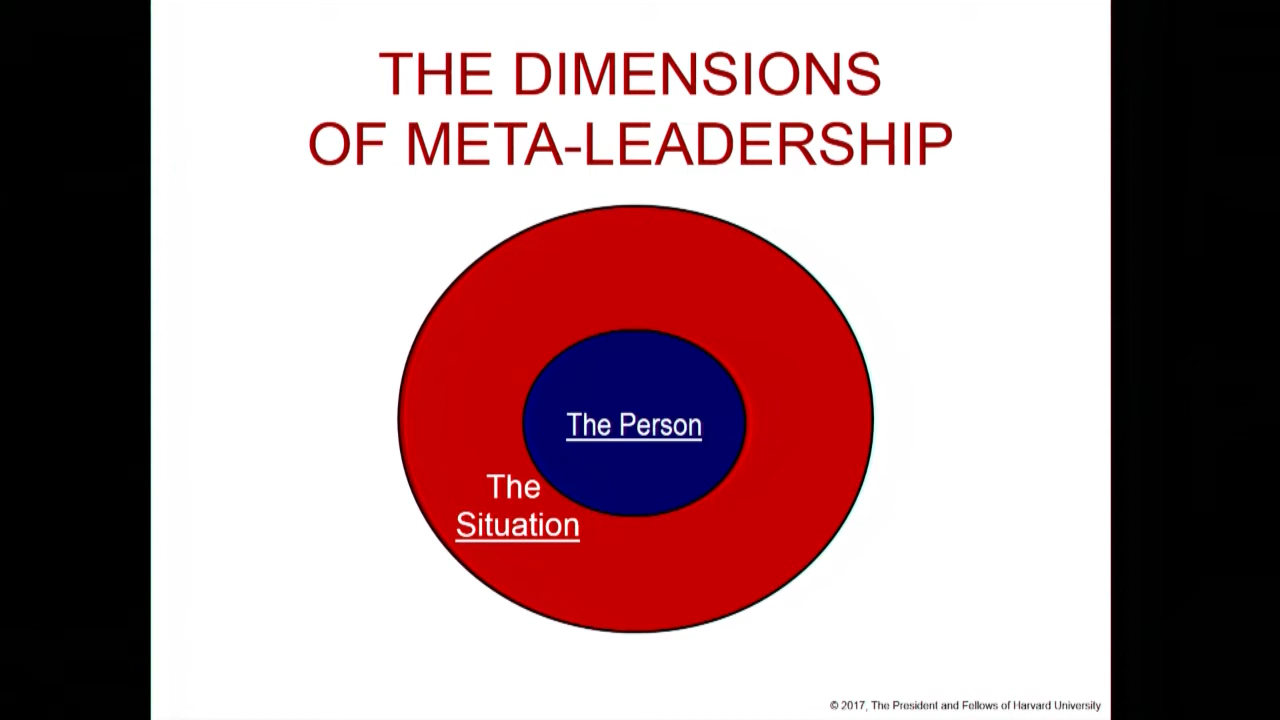 THE DIMENSIONS
OF META-LEADERSHIP
The Person
The
Situation
© 2017, The President and Fellows of Harvard University